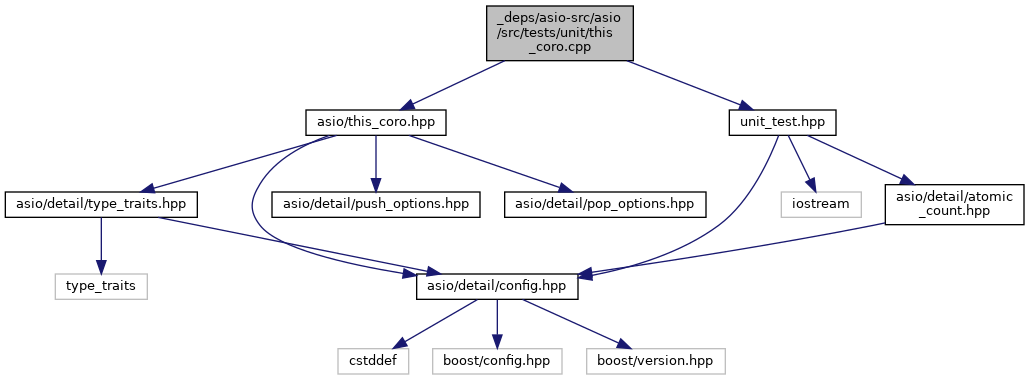 _deps/asio-src/asio
/src/tests/unit/this
_coro.cpp
asio/this_coro.hpp
unit_test.hpp
asio/detail/type_traits.hpp
asio/detail/push_options.hpp
asio/detail/pop_options.hpp
iostream
asio/detail/atomic
_count.hpp
type_traits
asio/detail/config.hpp
cstddef
boost/config.hpp
boost/version.hpp